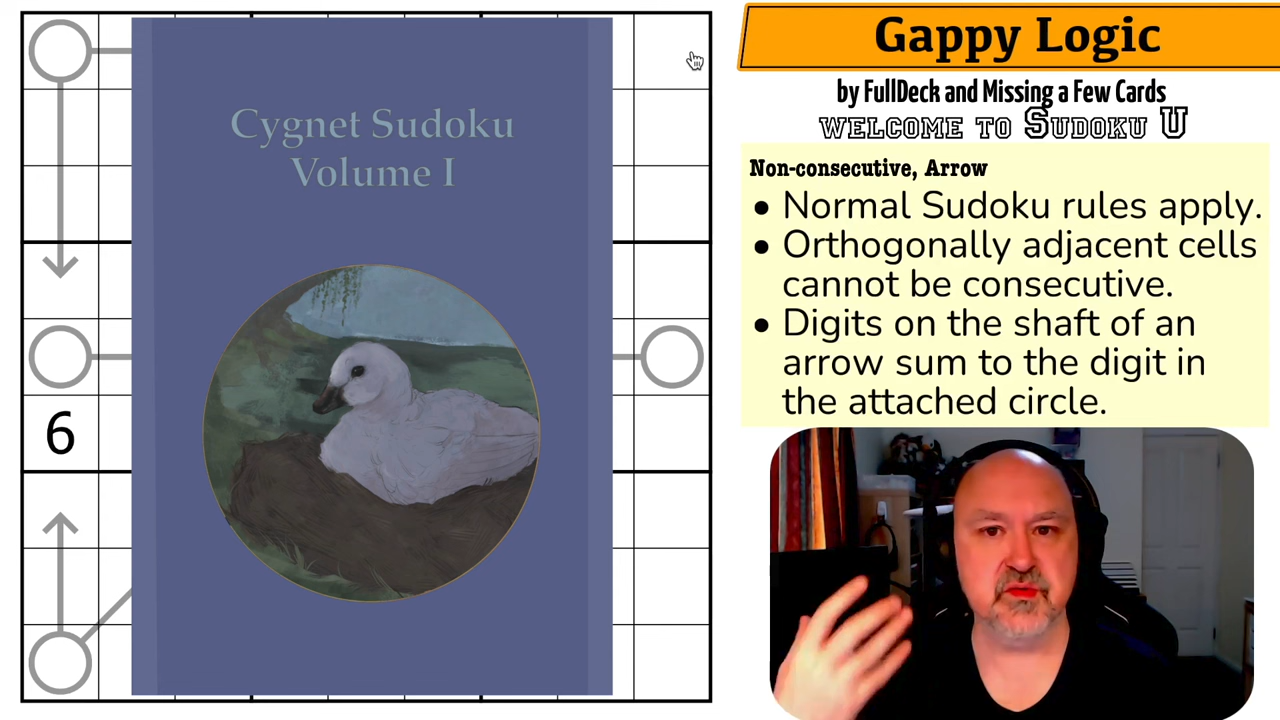 Gappy Logic
by FullDeck and Missing a Few Cards
WELCOME TO SUDOKU U
Non-consecutive, Arrow
• Normal Sudoku rules apply.
• Orthogonally adjacent cells
cannot be consecutive.
• Digits on the shaft of an
arrow sum to the digit in
the attached circle.
Cygnet Sudoku
Volume I
6